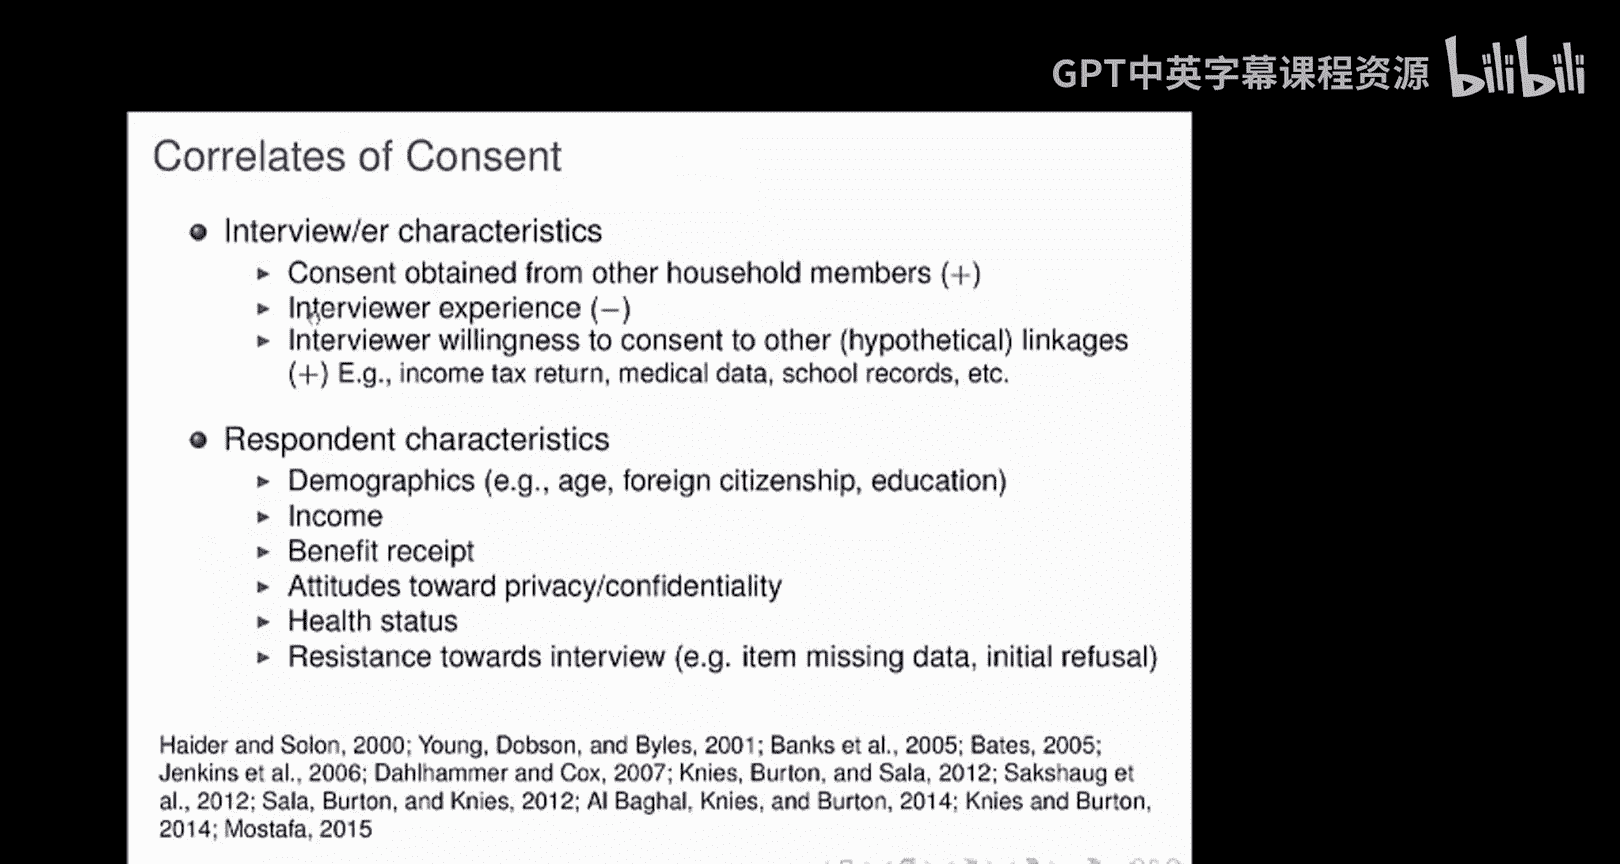 GPT中英字幕课程资源 bilibili
Correlates of Consent
Interview/er characteristics
Consent obtained from other household members (+)
Interviewer experience (−)
Interviewer willingness to consent to other (hypothetical) linkages
(+) E.g., income tax return, medical data, school records, etc.
Respondent characteristics
Demographics (e.g., age, foreign citizenship, education)
Income
Benefit receipt
Attitudes toward privacy/confidentiality
Health status
Resistance towards interview (e.g. item missing data, initial refusal)
Haider and Solon, 2000; Young, Dobson, and Byles, 2001; Banks et al., 2005; Bates, 2005;
Jenkins et al., 2006; Dahlhammer and Cox, 2007; Knies, Burton, and Sala, 2012; Sakshaug et
al., 2012; Sala, Burton, and Knies, 2012; Al Baghal, Knies, and Burton, 2014; Knies and Burton,
2014; Mostafa, 2015